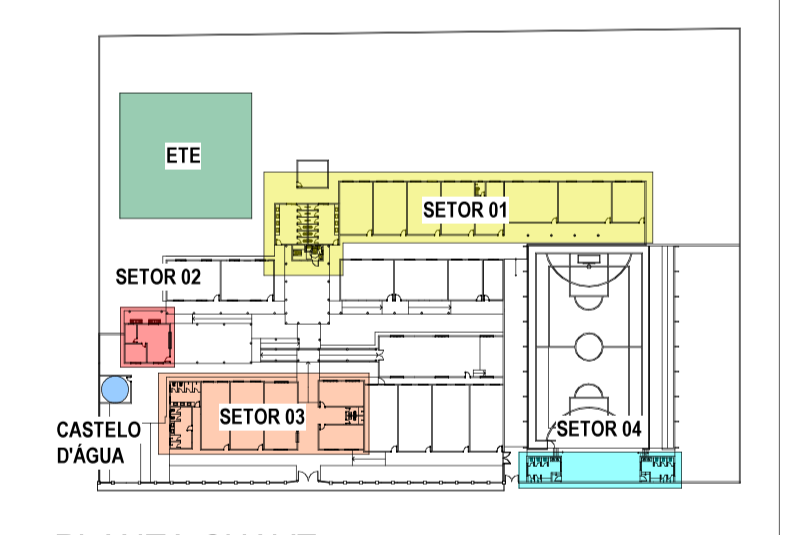 ETE
SETOR 01
SETOR 02
SETOR 03
CASTELO
D'ÁGUA
SETOR 04